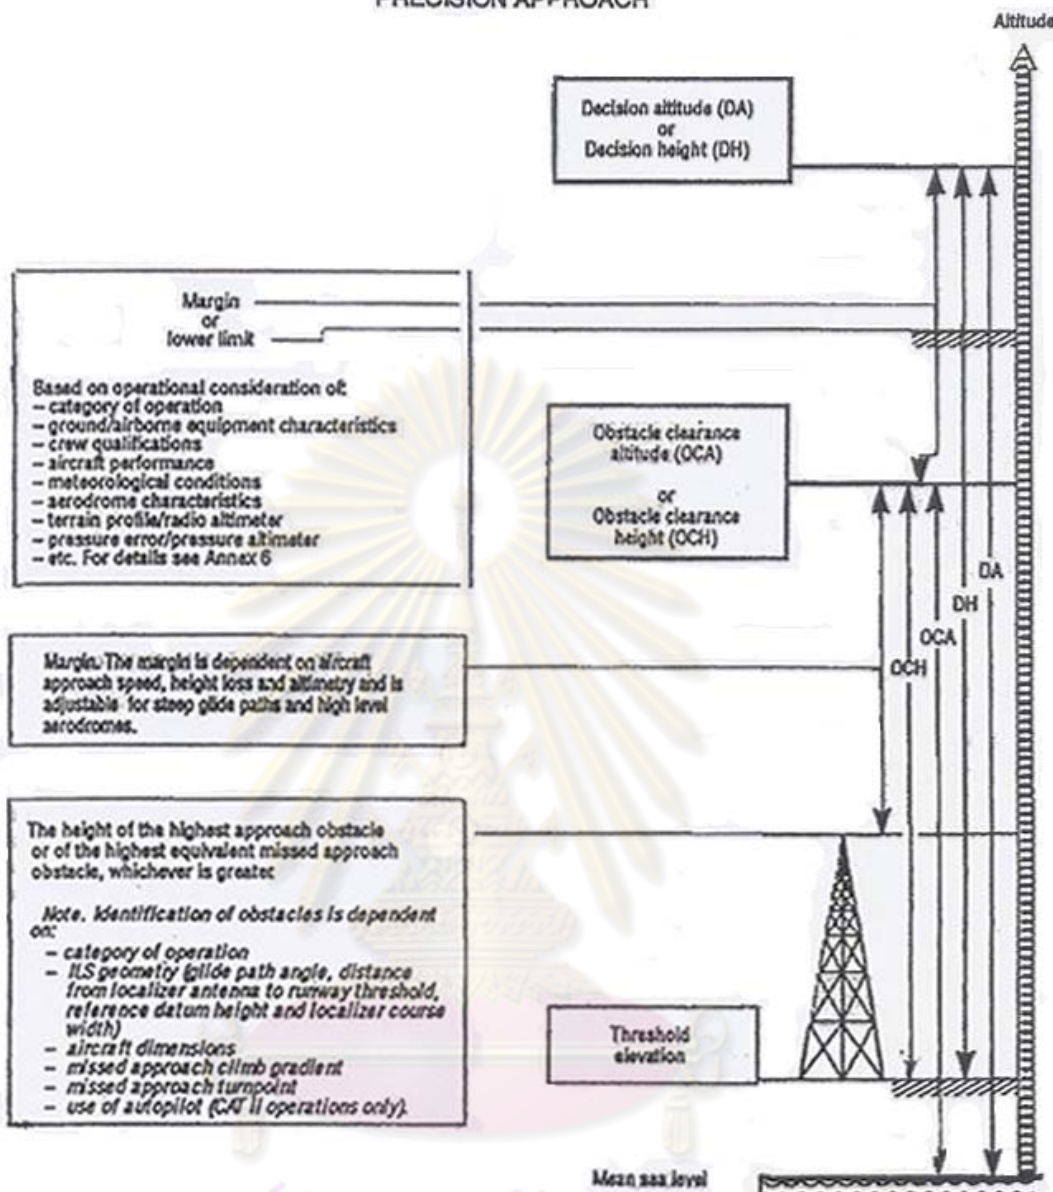 PRECISION APPROACH
Altitude
Decision altitude (DA)
or
Decision height (DH)
Margin
or
lower limit
Based on operational consideration of:
– category of operation
– ground/airborne equipment characteristics
– crew qualifications
– aircraft performance
– meteorological conditions
– aerodrome characteristics
– terrain profile/radio altimeter
– pressure error/pressure altimeter
– etc. For details see Annex 6
Obstacle clearance
altitude (OCA)
or
Obstacle clearance
height (OCH)
DA
DH
OCA
OCH
Margin. The margin is dependent on aircraft
approach speed, height loss and altimetry and is
adjustable for steep glide paths and high level
aerodromes.
The height of the highest approach obstacle
or of the highest equivalent missed approach
obstacle, whichever is greater
Note. Identification of obstacles is dependent
on:
– category of operation
– ILS geometry (glide path angle, distance
from localizer antenna to runway threshold,
reference datum height and localizer course
width)
– aircraft dimensions
– missed approach climb gradient
– missed approach turnpoint
– use of autopilot (CAT II operations only).
Threshold
elevation
Mean sea level